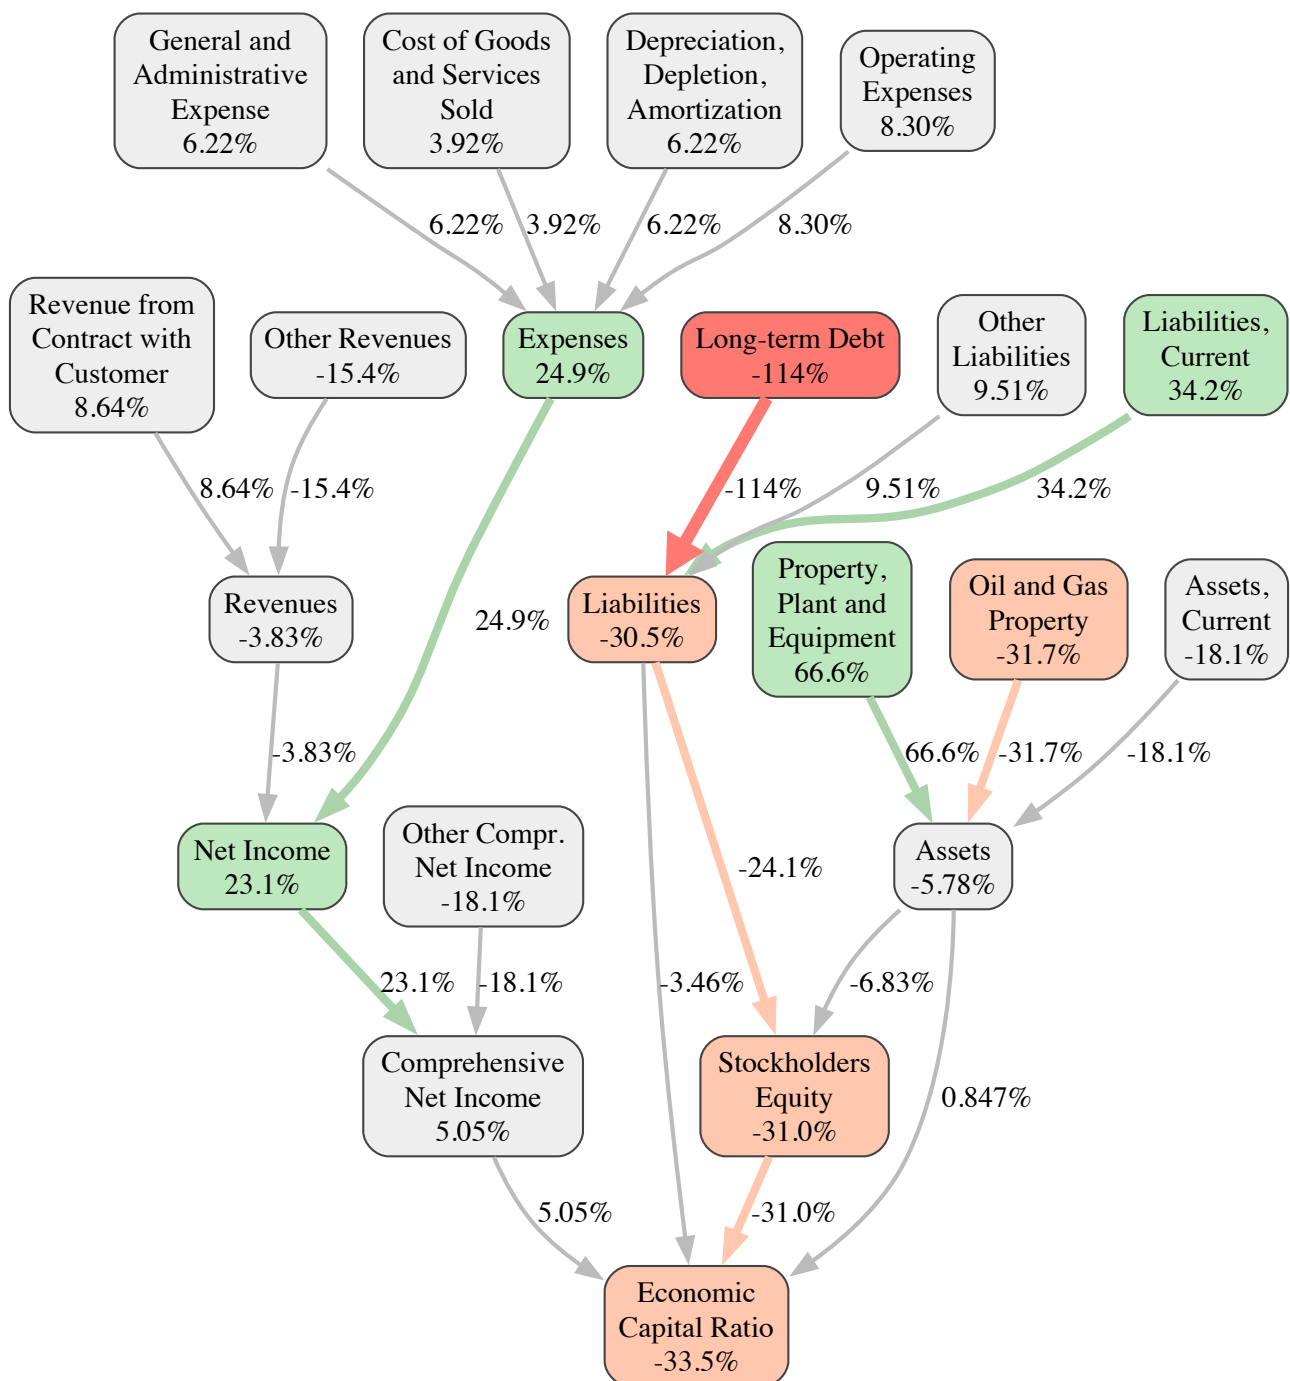 General and
Administrative
Expense
6.22%
Cost of Goods
and Services
Sold
3.92%
Depreciation,
Depletion,
Amortization
6.22%
Operating
Expenses
8.30%
6.22%
3.92%
6.22%
8.30%
Revenue from
Contract with
Customer
8.64%
Other Revenues
-15.4%
Expenses
24.9%
Long-term Debt
-114%
Other
Liabilities
9.51%
Liabilities,
Current
34.2%
8.64%
-15.4%
-114%
9.51%
34.2%
Revenues
-3.83%
24.9%
Liabilities
-30.5%
Property,
Plant and
Equipment
66.6%
Oil and Gas
Property
-31.7%
Assets,
Current
-18.1%
-3.83%
66.6%
-31.7%
-18.1%
Net Income
23.1%
Other Compr.
Net Income
-18.1%
-24.1%
Assets
-5.78%
23.1%
-18.1%
-3.46%
-6.83%
Comprehensive
Net Income
5.05%
Stockholders
Equity
-31.0%
0.847%
5.05%
-31.0%
Economic
Capital Ratio
-33.5%